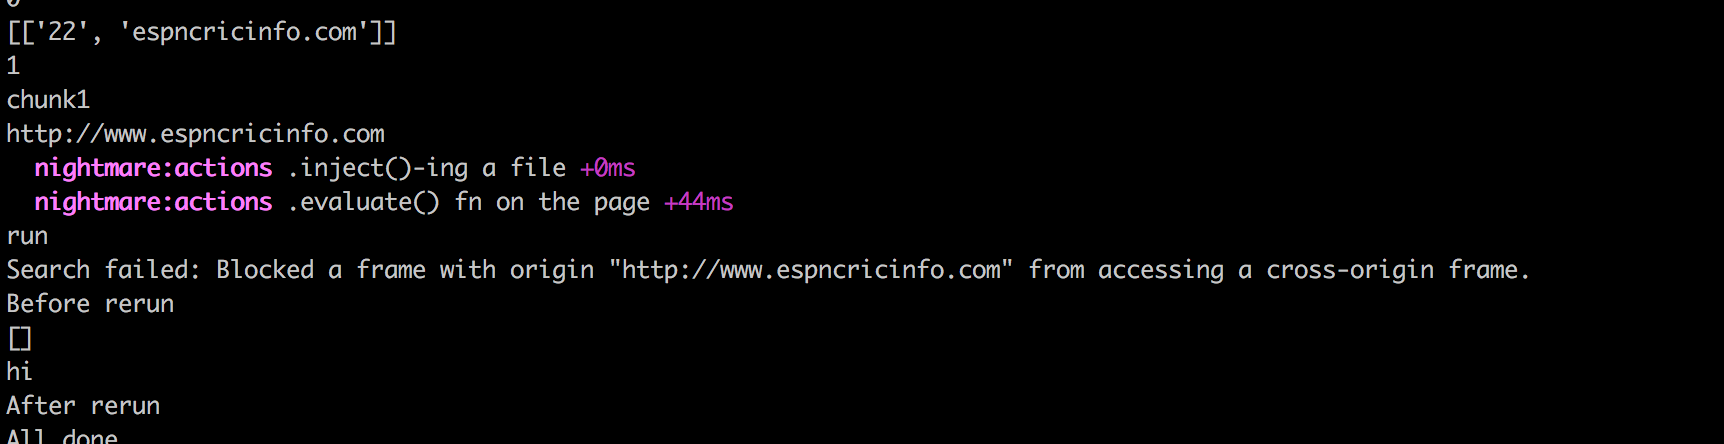 0
[['22', 'espncricinfo.com']]
1
chunk1
http://www.espncricinfo.com
nightmare:actions .inject()-ing a file +0ms
nightmare:actions .evaluate() fn on the page +44ms
run
Search failed: Blocked a frame with origin "http://www.espncricinfo.com" from accessing a cross-origin frame.
Before rerun
[]
hi
After rerun
All done